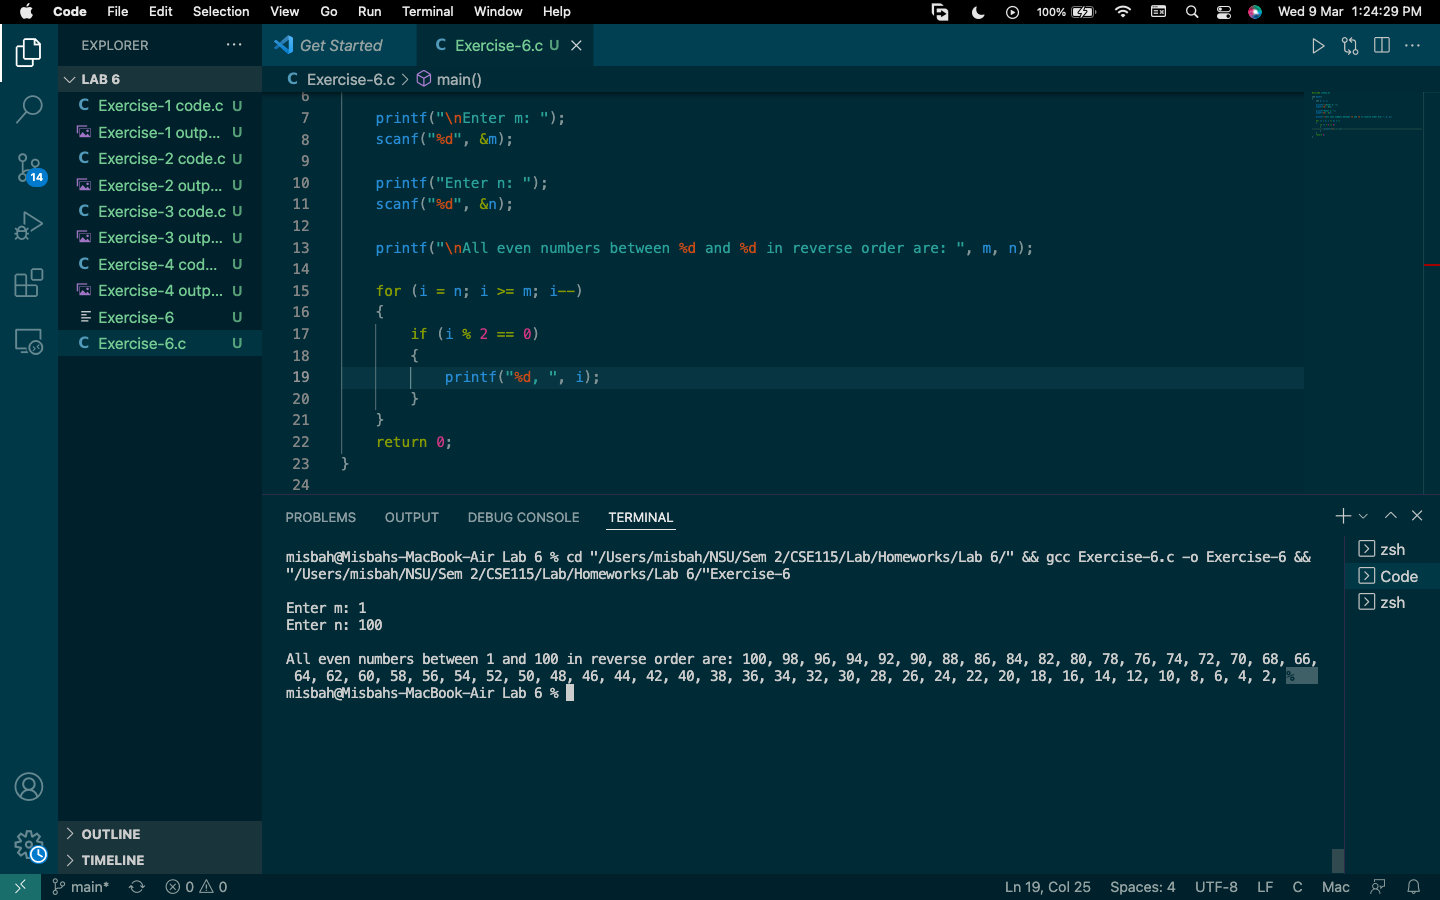 Code File Edit Selection View Go Run Terminal Window Help 100% Wed 9 Mar 1:24:29 PM
EXPLORER ···
Get Started
C Exercise-6.c U
LAB 6
C Exercise-6.c > main()
C Exercise-1 code.c U
Exercise-1 outp... U
C Exercise-2 code.c U
Exercise-2 outp... U
C Exercise-3 code.c U
Exercise-3 outp... U
C Exercise-4 cod... U
Exercise-4 outp... U
Exercise-6 U
C Exercise-6.c U
14
OUTLINE
TIMELINE
6
7 printf("\nEnter m: ");
8 scanf("%d", &m);
9
10 printf("Enter n: ");
11 scanf("%d", &n);
12
13 printf("\nAll even numbers between %d and %d in reverse order are: ", m, n);
14
15 for (i = n; i >= m; i--)
16 {
17 if (i % 2 == 0)
18 {
19 printf("%d, ", i);
20 }
21 }
22 return 0;
23 }
24
PROBLEMS OUTPUT DEBUG CONSOLE TERMINAL
misbah@Misbahs-MacBook-Air Lab 6 % cd "/Users/misbah/NSU/Sem 2/CSE115/Lab/Homeworks/Lab 6/" && gcc Exercise-6.c -o Exercise-6 &&
"/Users/misbah/NSU/Sem 2/CSE115/Lab/Homeworks/Lab 6/"Exercise-6
Enter m: 1
Enter n: 100
All even numbers between 1 and 100 in reverse order are: 100, 98, 96, 94, 92, 90, 88, 86, 84, 82, 80, 78, 76, 74, 72, 70, 68, 66,
64, 62, 60, 58, 56, 54, 52, 50, 48, 46, 44, 42, 40, 38, 36, 34, 32, 30, 28, 26, 24, 22, 20, 18, 16, 14, 12, 10, 8, 6, 4, 2, %
misbah@Misbahs-MacBook-Air Lab 6 %
zsh
Code
zsh
main* 0 0 Ln 19, Col 25 Spaces: 4 UTF-8 LF C Mac